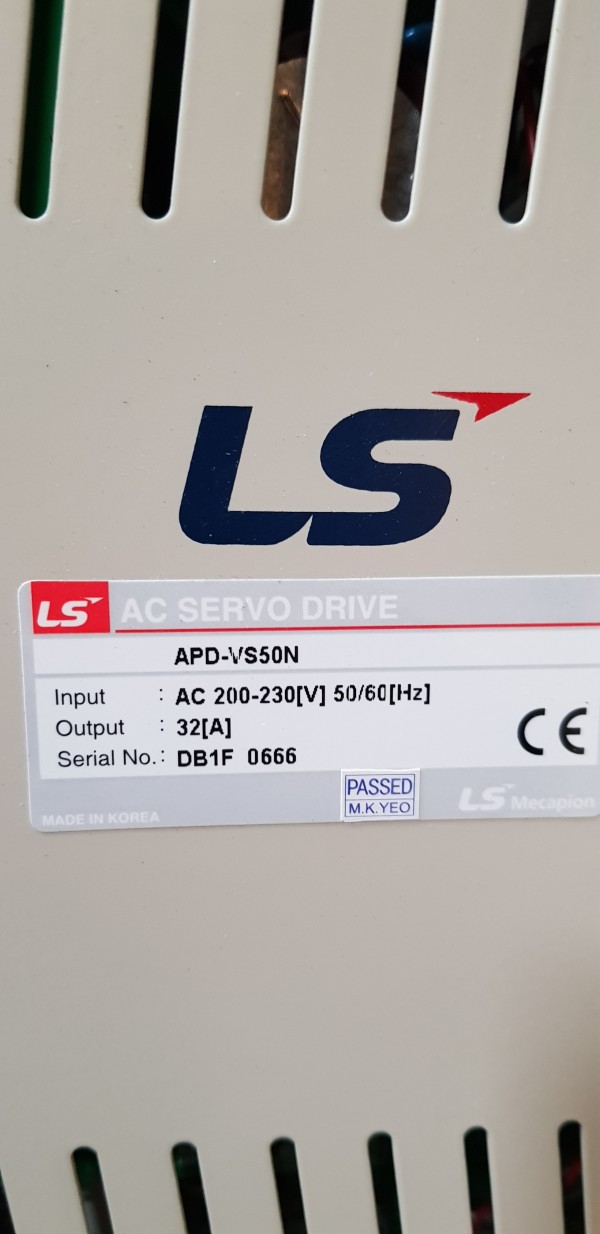 LS
LS AC SERVO DRIVE
APD-VS50N
Input : AC 200-230[V] 50/60[Hz]
Output : 32[A]
Serial No. : DB1F 0666
CE
PASSED
M.K.YEO
LS Mecapion
MADE IN KOREA